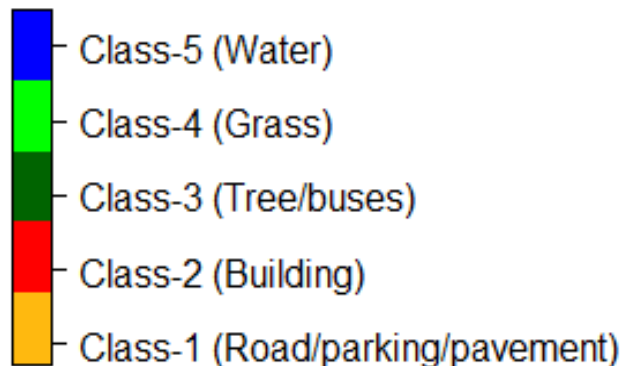 Class-5 (Water)
Class-4 (Grass)
Class-3 (Tree/buses)
Class-2 (Building)
Class-1 (Road/parking/pavement)